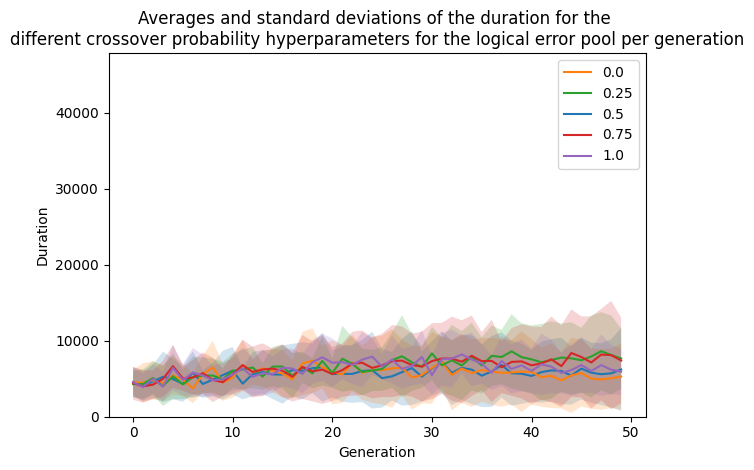 Averages and standard deviations of the duration for the
different crossover probability hyperparameters for the logical error pool per generation
0.0
0.25
0.5
0.75
1.0
40000
30000
20000
10000
0
Duration
0 10 20 30 40 50
Generation